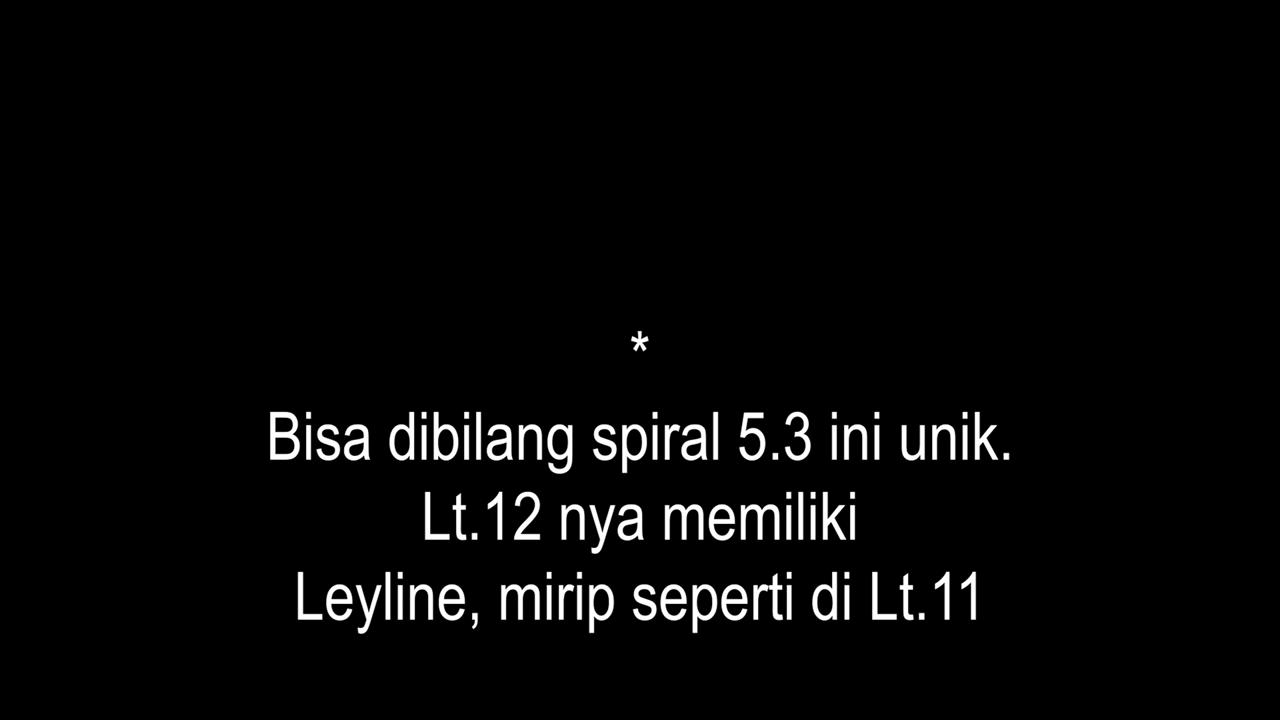 *
Bisa dibilang spiral 5.3 ini unik.
Lt.12 nya memiliki
Leyline, mirip seperti di Lt.11